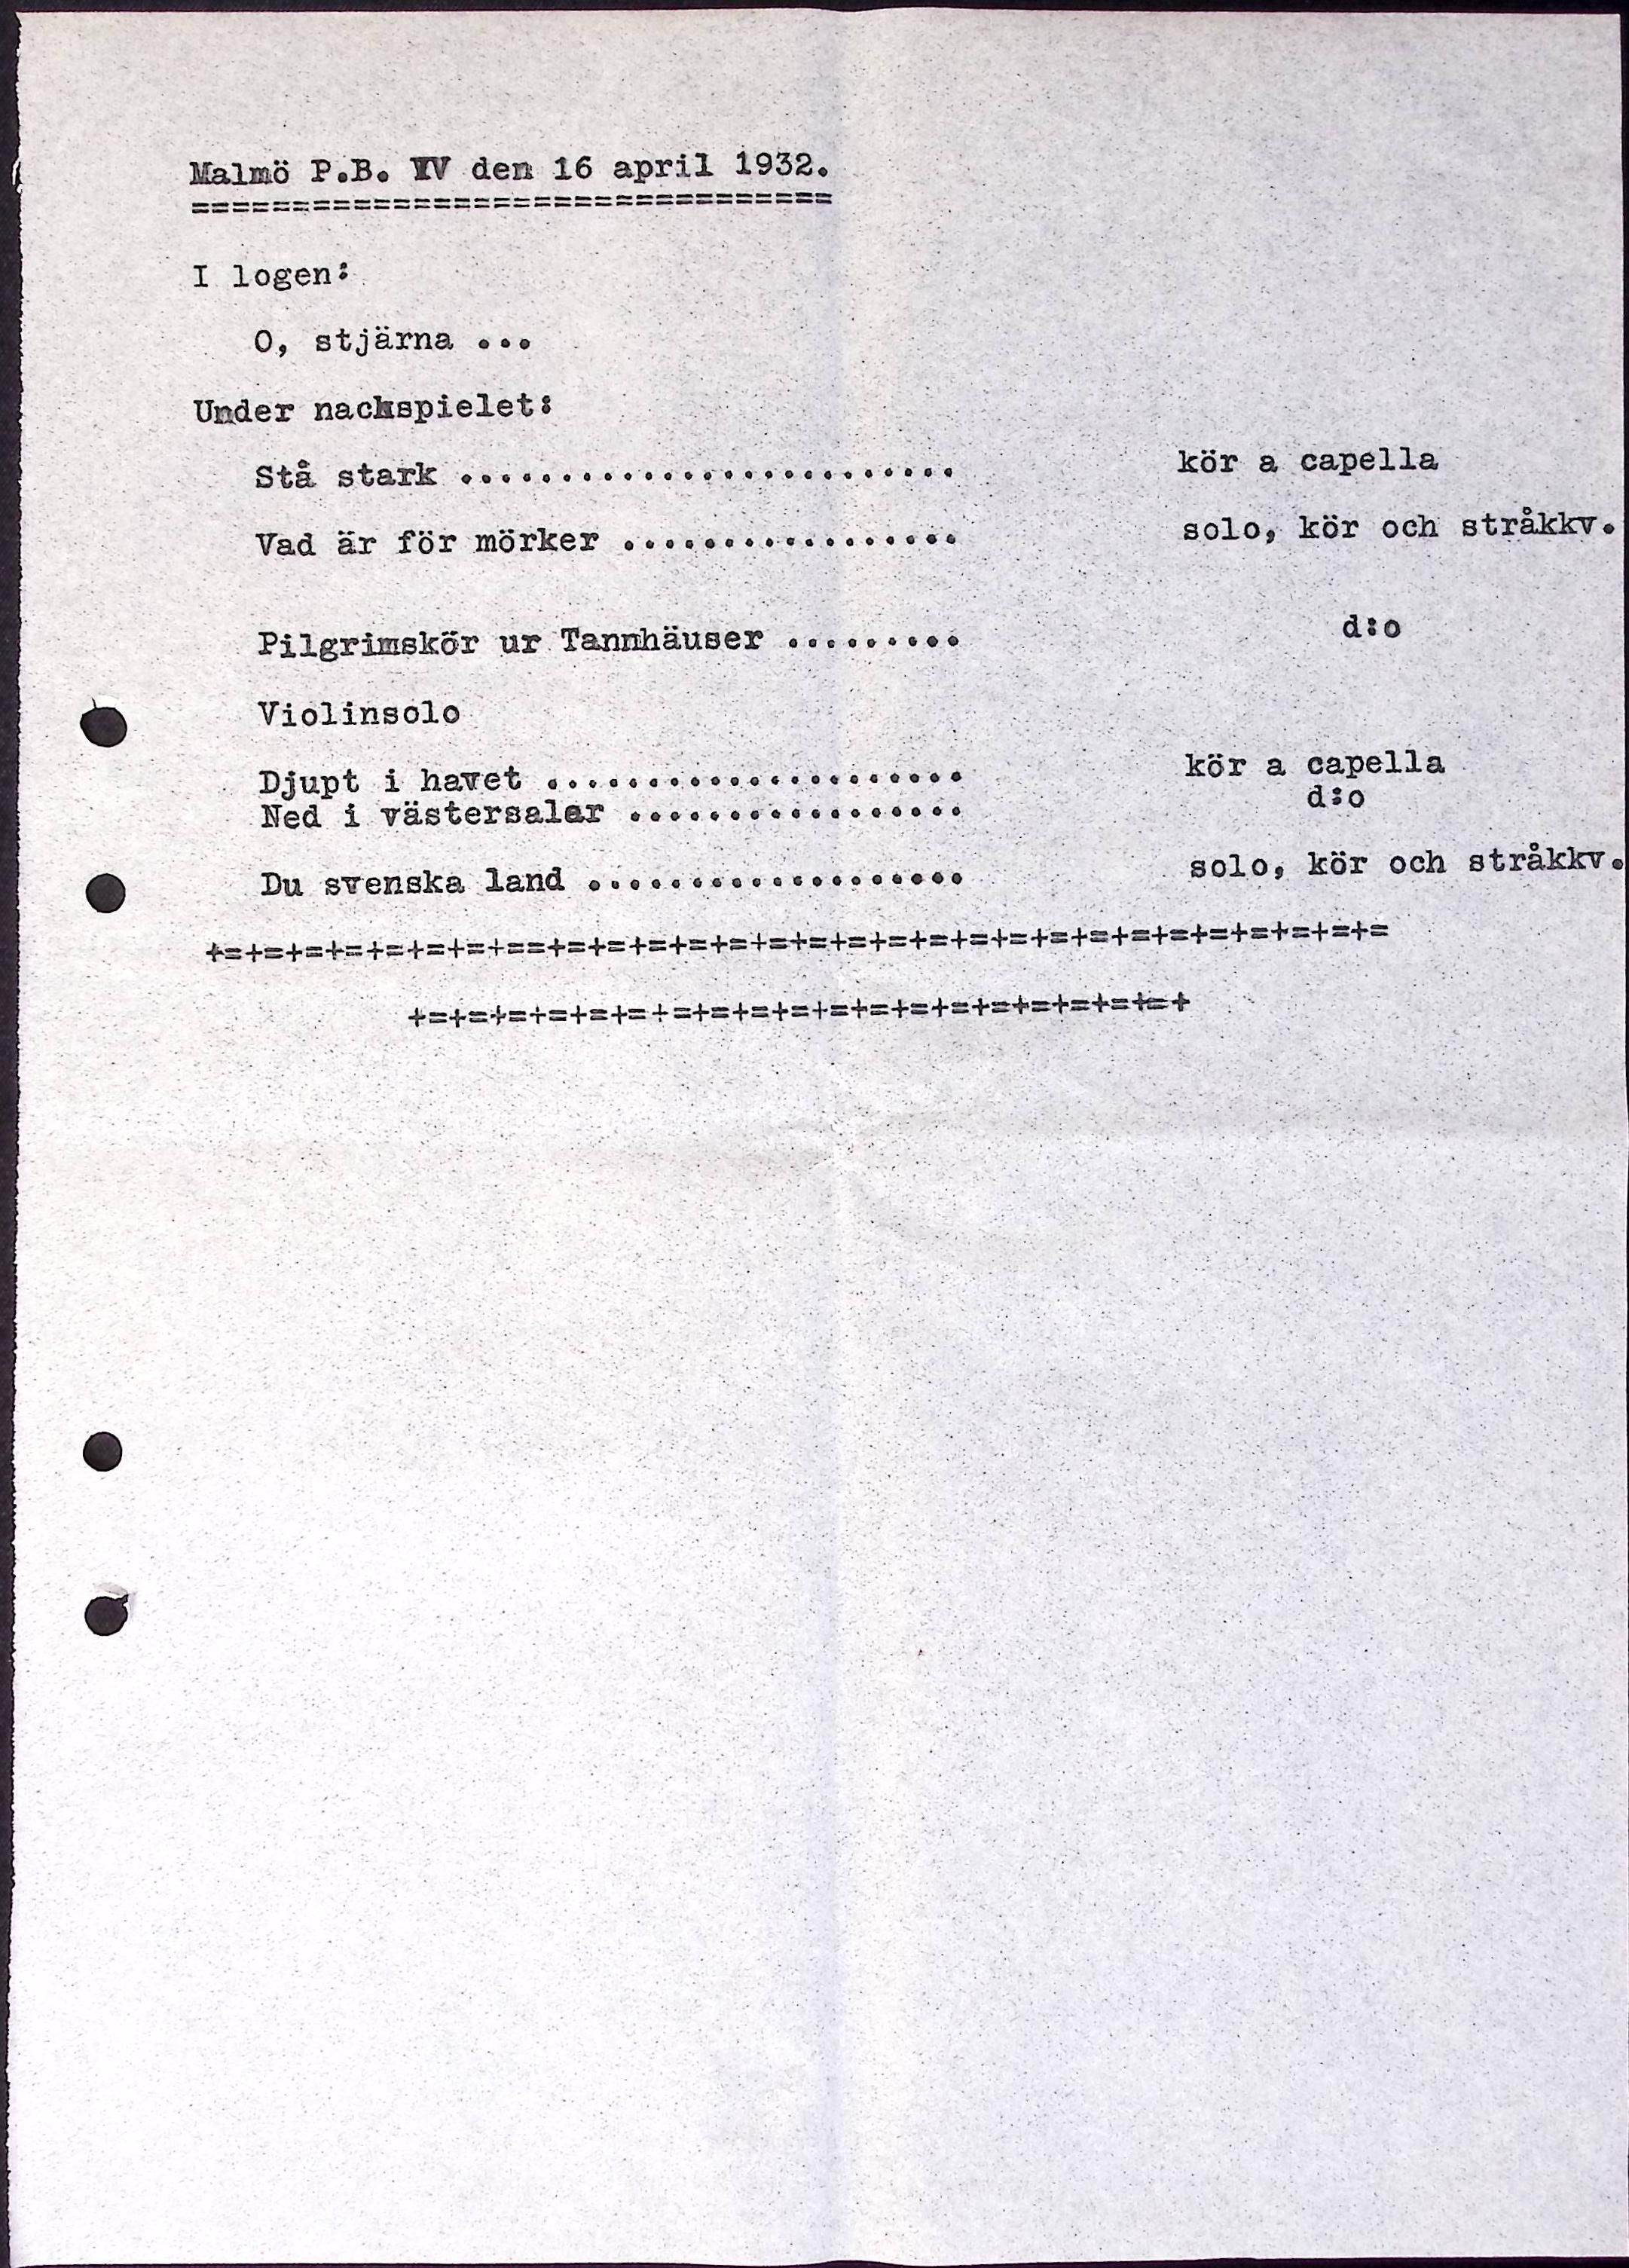 Malmö P.B. IV den 16 april 1932.
================================
I logen:
O, stjärna ...
Under nachspielet:
Stå stark ......................... kör a capella
Vad är för mörker ................. solo, kör och stråkkv.
Pilgrimskör ur Tannhäuser ......... d:o
Violinsolo
Djupt i havet ..................... kör a capella
Ned i västersalar ................. d:o
Du svenska land ................... solo, kör och stråkkv.
+=+=+=+=+=+=+=+==+=+=+=+=+=+=+=+=+=+=+=+=+=+=+=+=+=+=+=+=+=
+=+=+=+=+=+=+=+=+=+=+=+=+=+=+=+=+=+=+=+